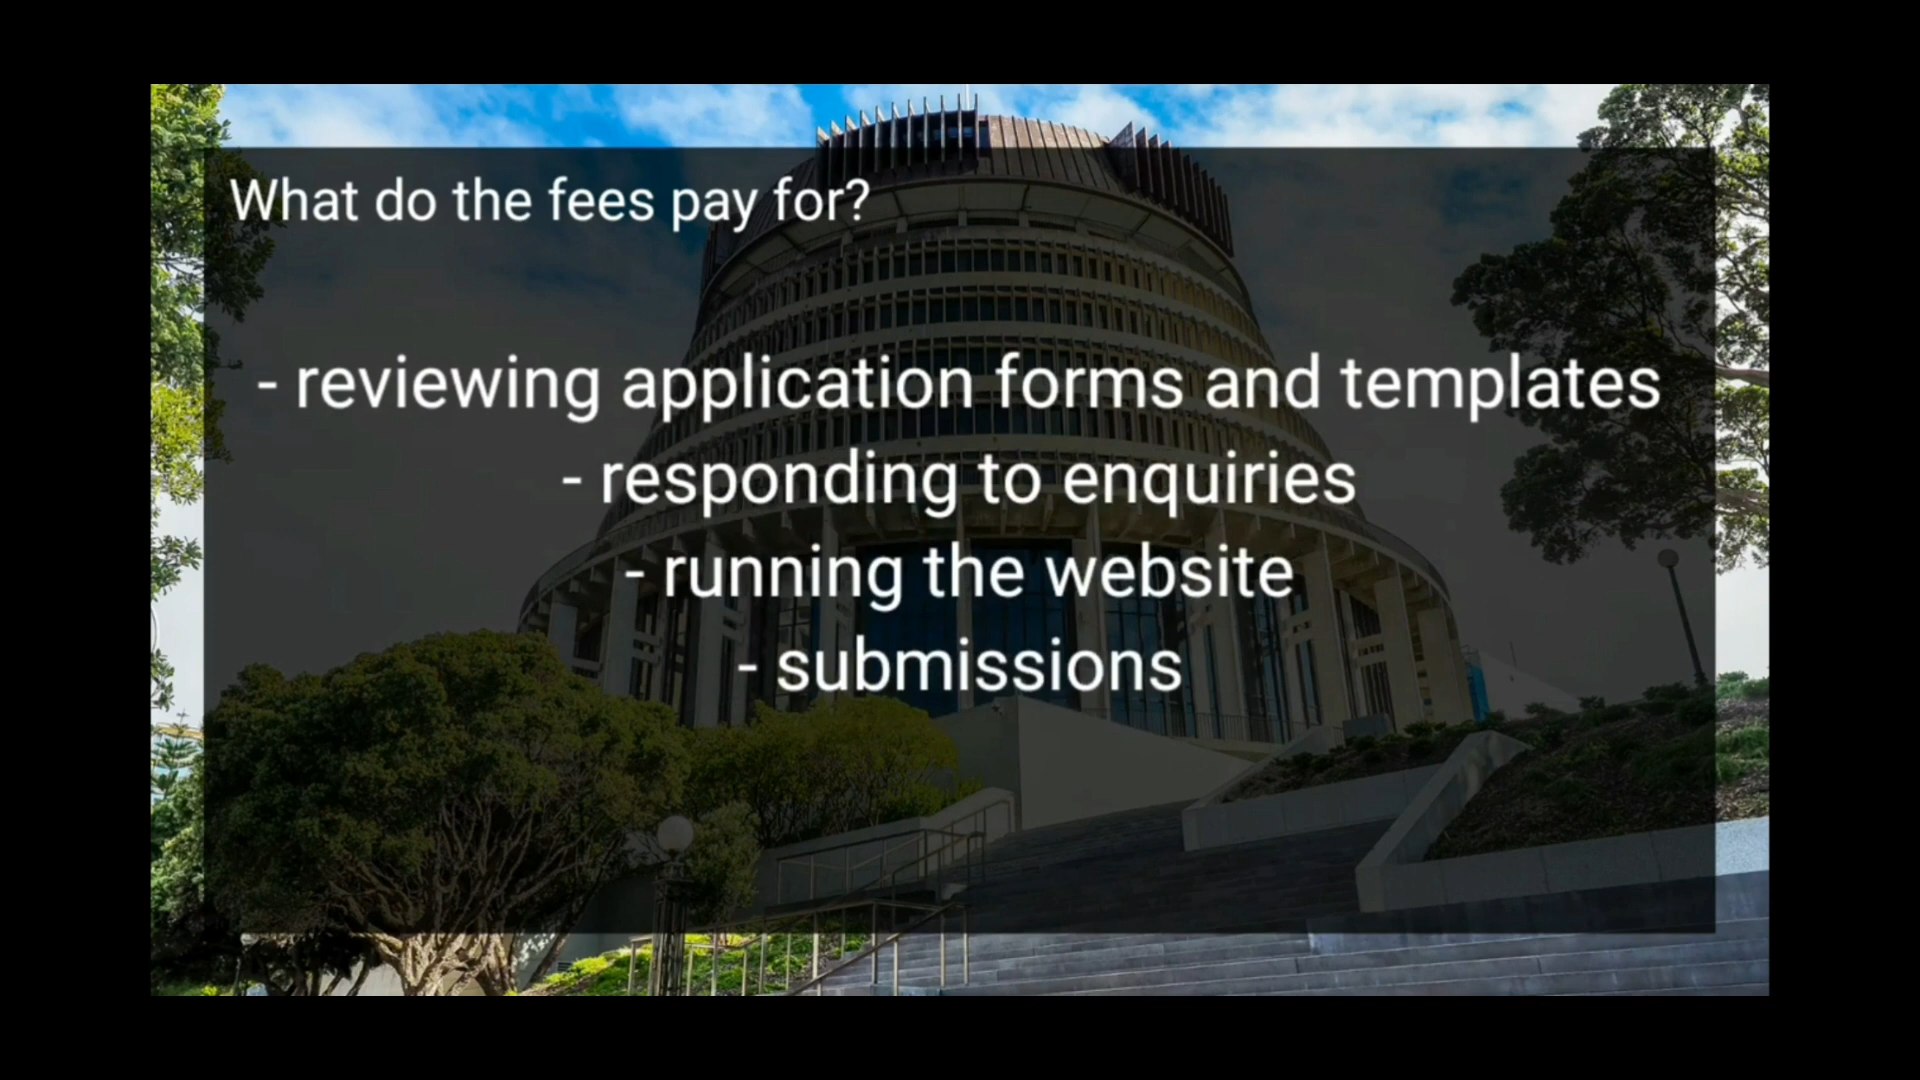 What do the fees pay for?
- reviewing application forms and templates
- responding to enquiries
- running the website
- submissions